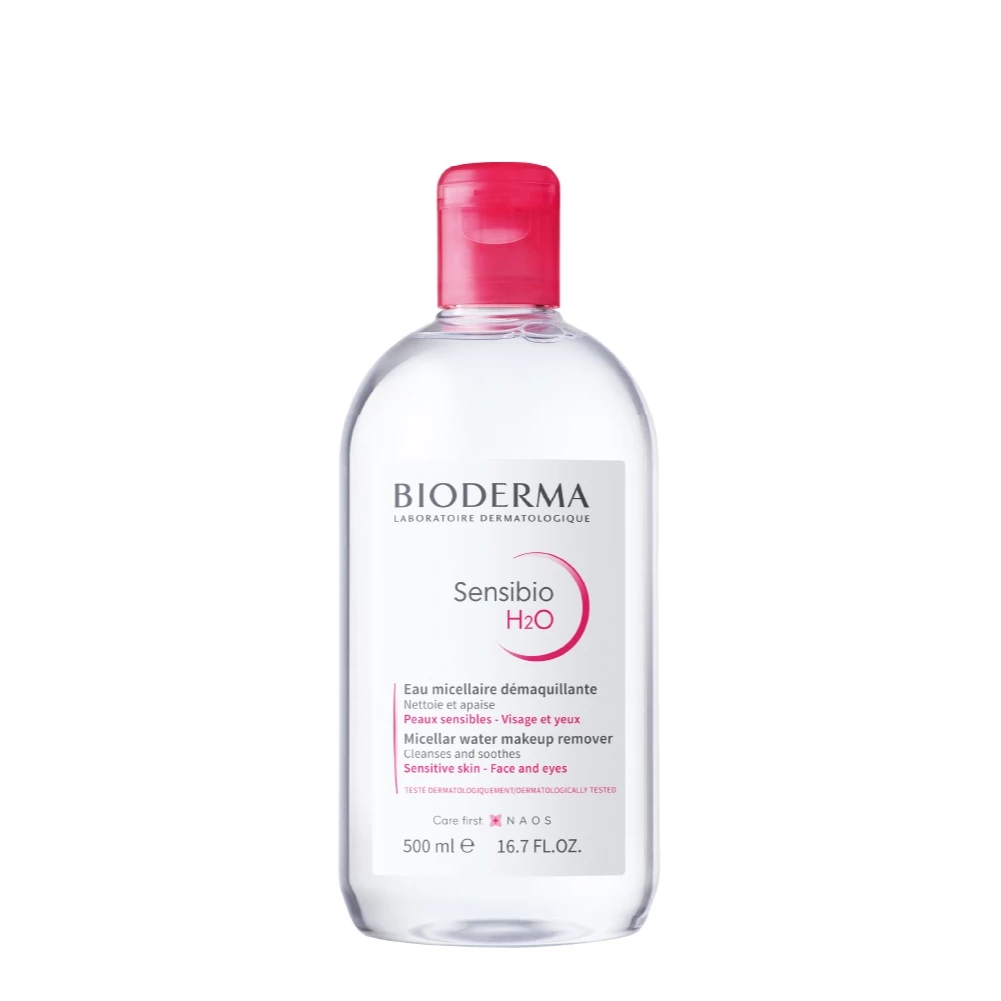 BIODERMA
LABORATOIRE DERMATOLOGIQUE
Sensibio
H2O
Eau micellaire démaquillante
Nettoie et apaise
Peaux sensibles - Visage et yeux
Micellar water makeup remover
Cleanses and soothes
Sensitive skin - Face and eyes
TESTÉ DERMATOLOGIQUEMENT/DERMATOLOGICALLY TESTED
Care first. NAOS
500 ml ℮ 16.7 FL.OZ.